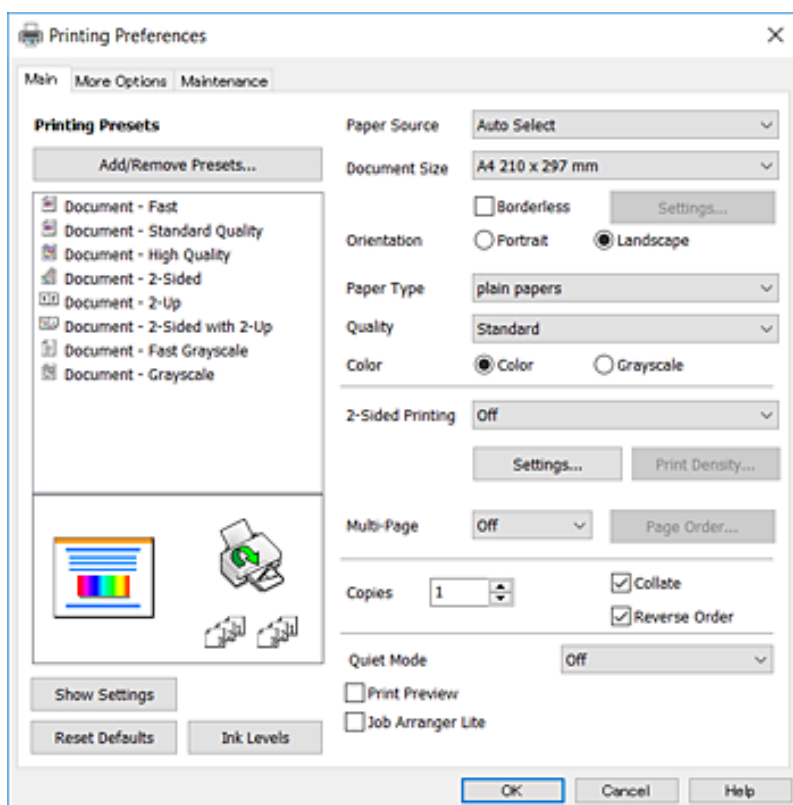 Printing Preferences
Main More Options Maintenance
Printing Presets
Add/Remove Presets...
Document - Fast
Document - Standard Quality
Document - High Quality
Document - 2-Sided
Document - 2-Up
Document - 2-Sided with 2-Up
Document - Fast Grayscale
Document - Grayscale
Show Settings
Reset Defaults Ink Levels
Paper Source Auto Select
Document Size A4 210 x 297 mm
Borderless Settings...
Orientation Portrait Landscape
Paper Type plain papers
Quality Standard
Color Color Grayscale
2-Sided Printing Off
Settings... Print Density...
Multi-Page Off Page Order...
Copies 1 Collate
Reverse Order
Quiet Mode Off
Print Preview
Job Arranger Lite
OK Cancel Help